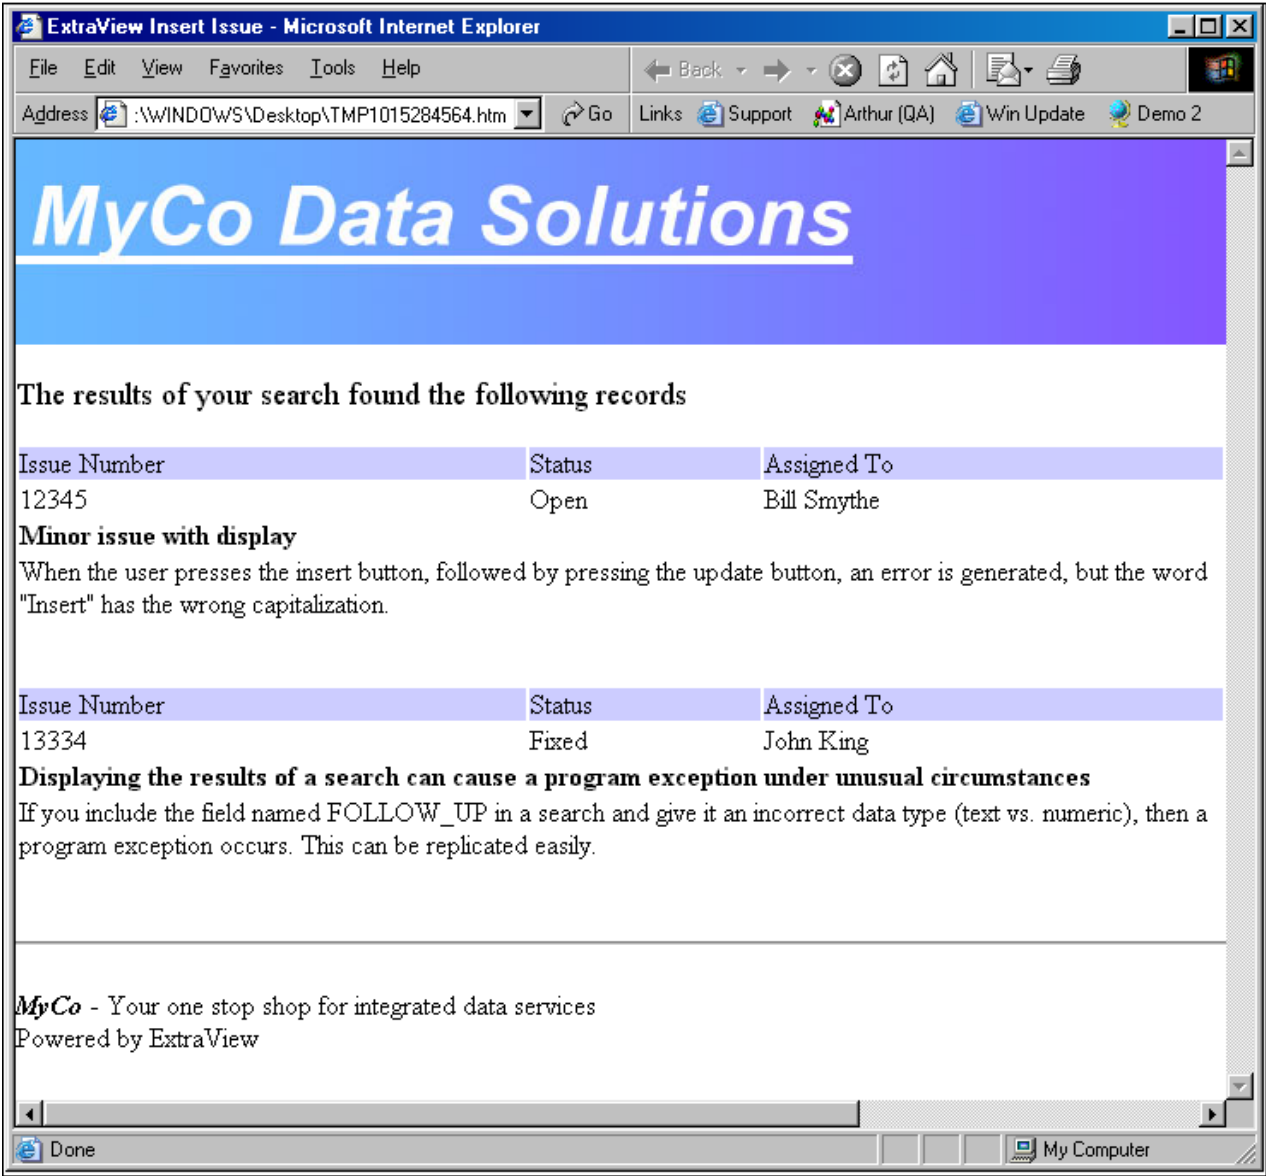 ExtraView Insert Issue - Microsoft Internet Explorer
File Edit View Favorites Tools Help Back
Address :\WINDOWS\Desktop\TMP1015284564.htm Go Links Support Arthur (QA) Win Update Demo 2
MyCo Data Solutions
The results of your search found the following records
Issue Number Status Assigned To
12345 Open Bill Smythe
Minor issue with display
When the user presses the insert button, followed by pressing the update button, an error is generated, but the word
"Insert" has the wrong capitalization.
Issue Number Status Assigned To
13334 Fixed John King
Displaying the results of a search can cause a program exception under unusual circumstances
If you include the field named FOLLOW_UP in a search and give it an incorrect data type (text vs. numeric), then a
program exception occurs. This can be replicated easily.
MyCo - Your one stop shop for integrated data services
Powered by ExtraView
Done My Computer